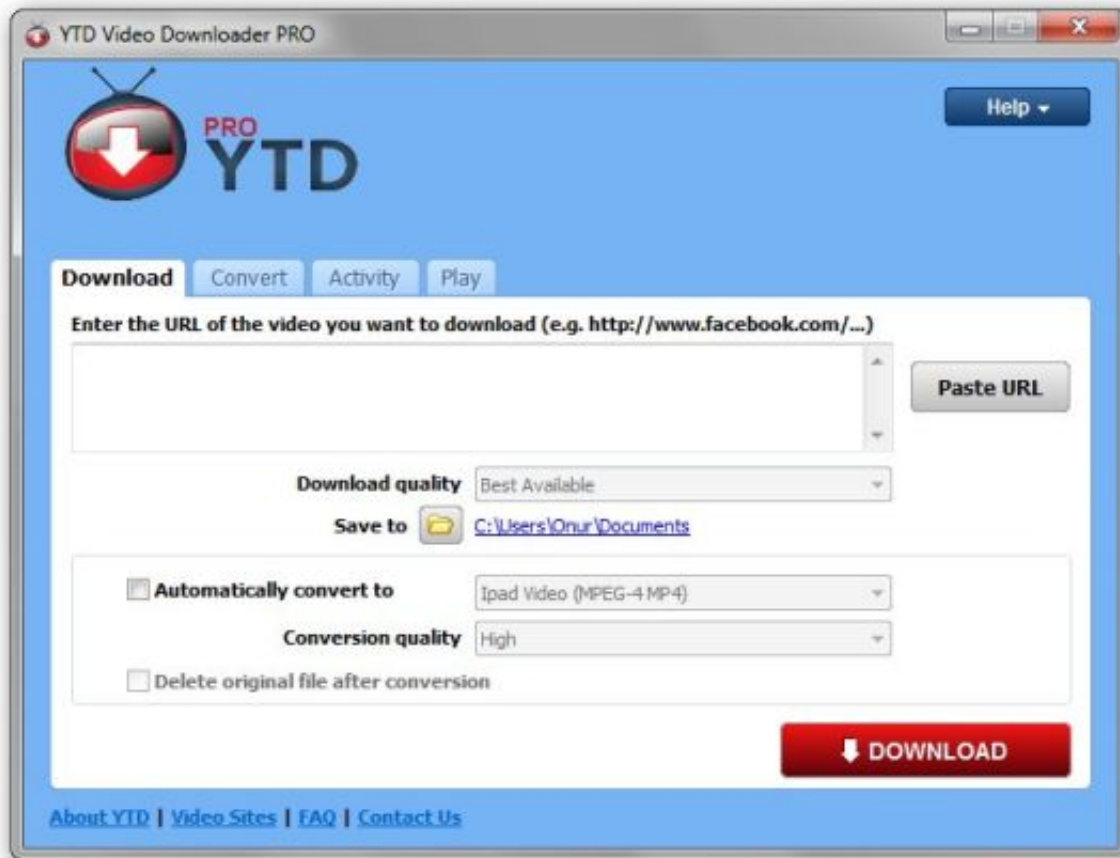 YTD Video Downloader PRO
Help
PRO
YTD
Download Convert Activity Play
Enter the URL of the video you want to download (e.g. http://www.facebook.com/...)
Paste URL
Download quality Best Available
Save to C:\Users\Onur\Documents
Automatically convert to Ipad Video (MPEG-4 MP4)
Conversion quality High
Delete original file after conversion
DOWNLOAD
About YTD | Video Sites | FAQ | Contact Us